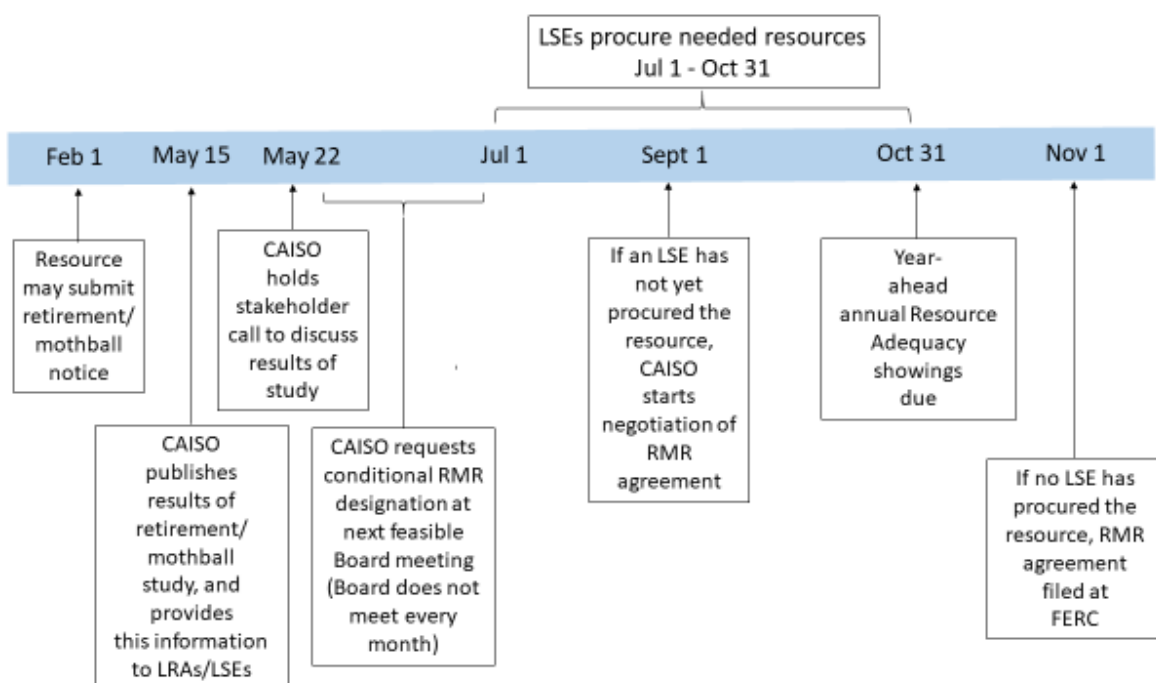 LSEs procure needed resources
Jul 1 - Oct 31
Feb 1
May 15
May 22
Jul 1
Sept 1
Oct 31
Nov 1
Resource
may submit
retirement/
mothball
notice
CAISO
publishes
results of
retirement/
mothball
study, and
provides
this information
to LRAs/LSEs
CAISO
holds
stakeholder
call to discuss
results of
study
CAISO requests
conditional RMR
designation at
next feasible
Board meeting
(Board does not
meet every
month)
If an LSE has
not yet
procured the
resource,
CAISO
starts
negotiation of
RMR
agreement
Year-
ahead
annual Resource
Adequacy
showings
due
If no LSE has
procured the
resource, RMR
agreement
filed at
FERC